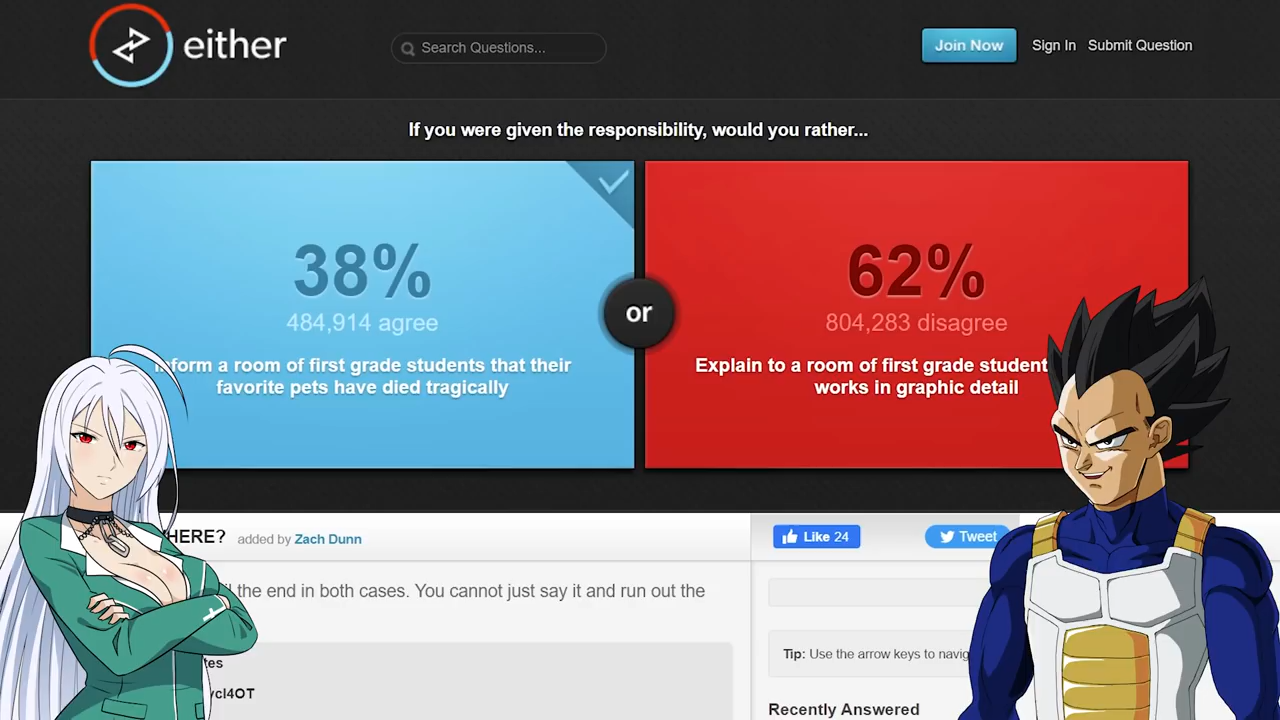 either
Search Questions...
Join Now
Sign In
Submit Question
If you were given the responsibility, would you rather...
38%
484,914 agree
Inform a room of first grade students that their
favorite pets have died tragically
or
62%
804,283 disagree
Explain to a room of first grade student
works in graphic detail
HERE?
added by Zach Dunn
the end in both cases. You cannot just say it and run out the
Like 24
Tweet
Tip: Use the arrow keys to navig
tes
ycl4OT
Recently Answered